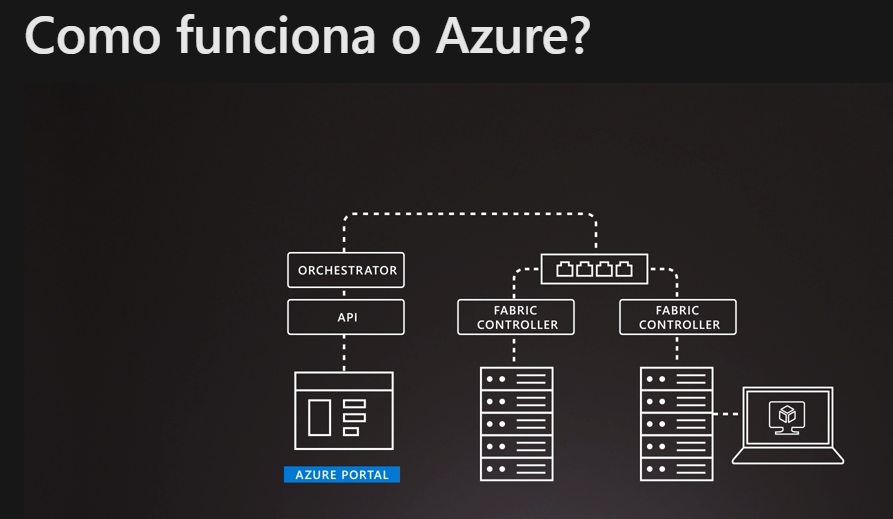 Como funciona o Azure?
ORCHESTRATOR
API
AZURE PORTAL
FABRIC
CONTROLLER
FABRIC
CONTROLLER